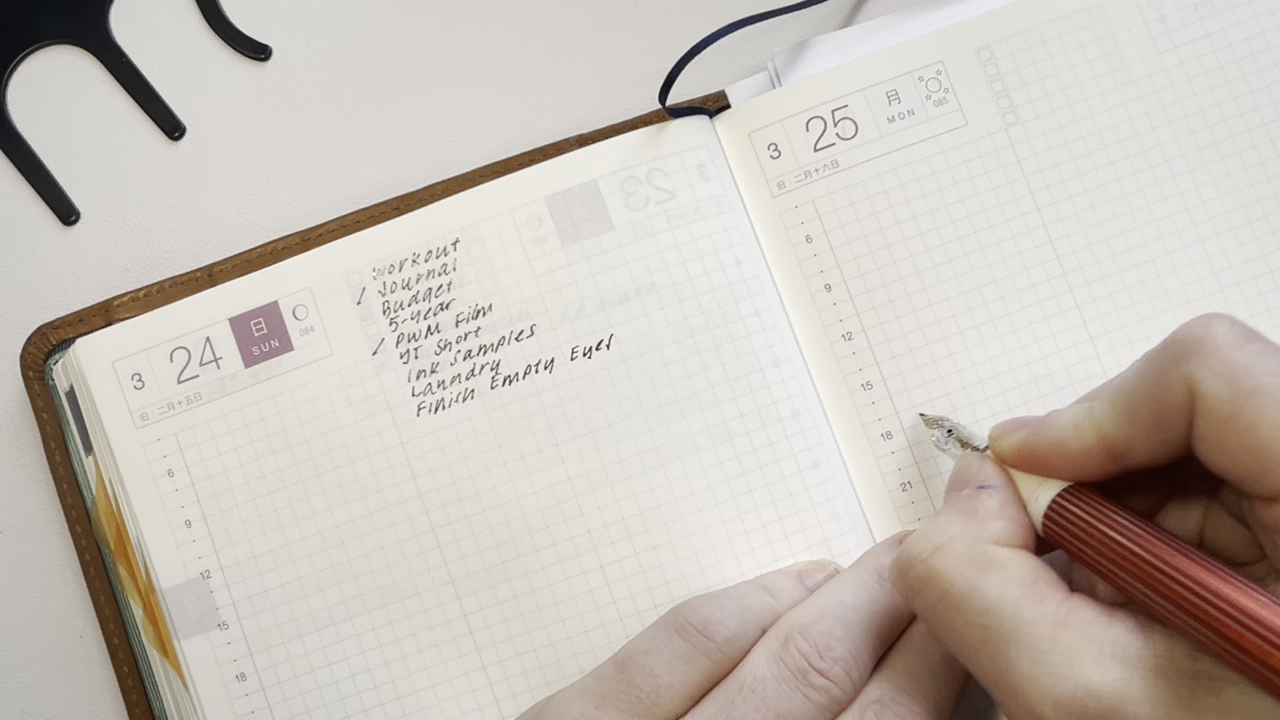 3 24 日 SUN 084
旧:二月十五日
Workout
/ Journal
Budget
5-year
/ PWM Film
YT Short
Ink Samples
Lanndry
Finish Empty Eyes
6
9
12
15
18
23
3 25 月 MON 085
旧:二月十六日
6
9
12
15
18
21